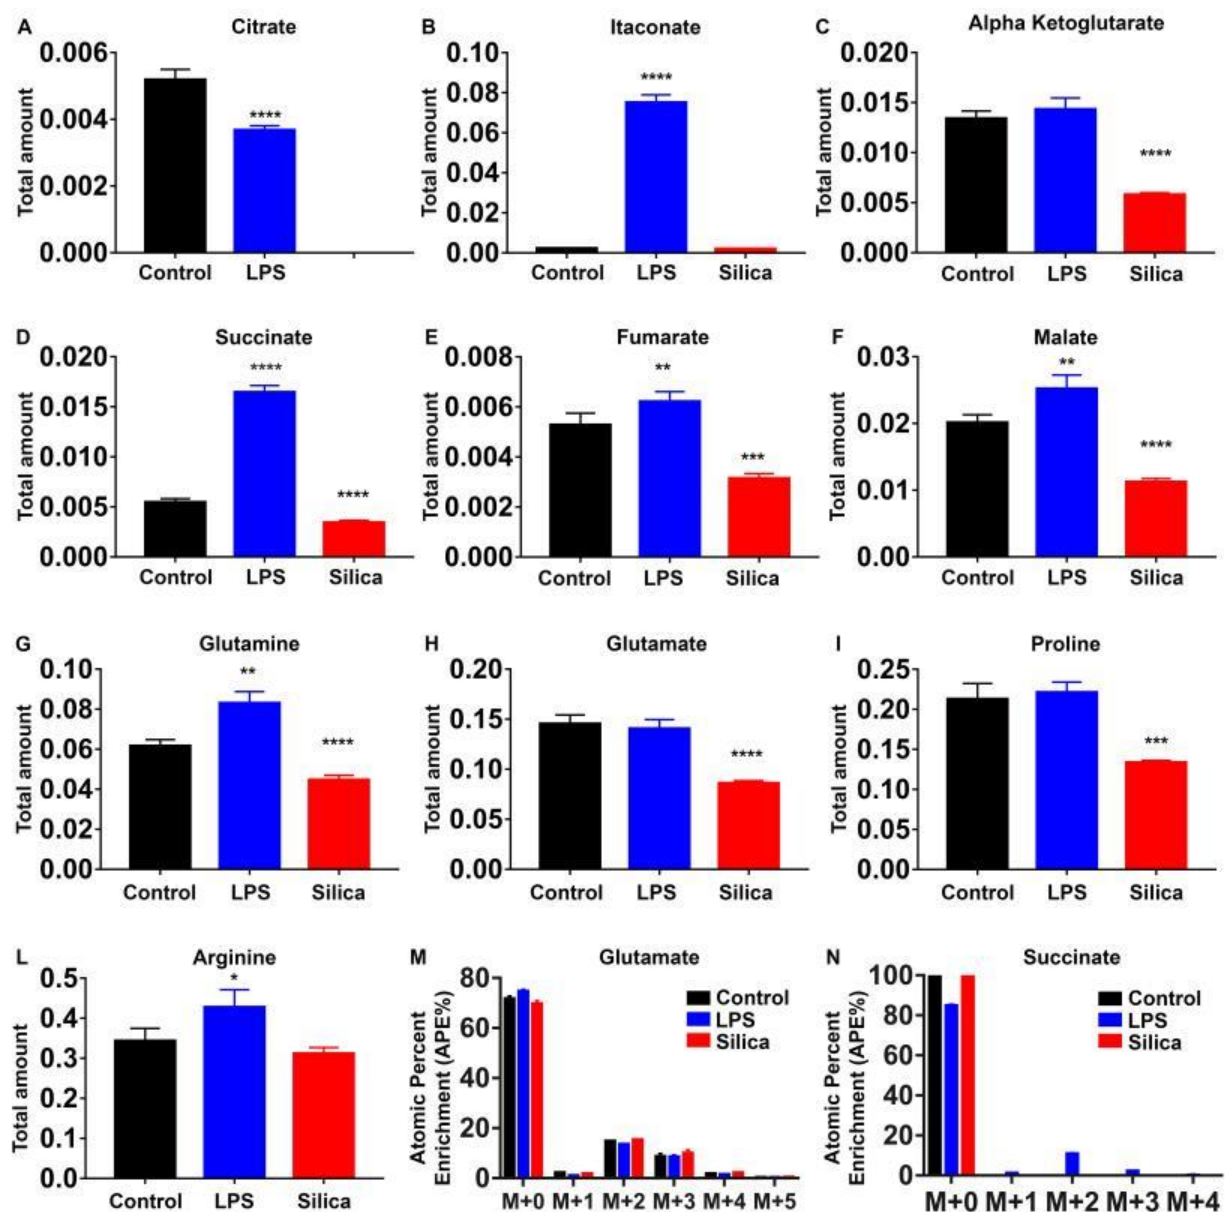 A Citrate
Total amount
0.006
0.004
0.002
0.000
****
Control LPS
B Itaconate
Total amount
0.10
0.08
0.06
0.04
0.02
0.00
****
Control LPS Silica
C Alpha Ketoglutarate
Total amount
0.020
0.015
0.010
0.005
0.000
****
Control LPS Silica
D Succinate
Total amount
0.020
0.015
0.010
0.005
0.000
****
****
Control LPS Silica
E Fumarate
Total amount
0.008
0.006
0.004
0.002
0.000
**
***
Control LPS Silica
F Malate
Total amount
0.03
0.02
0.01
0.00
**
****
Control LPS Silica
G Glutamine
Total amount
0.10
0.08
0.06
0.04
0.02
0.00
**
****
Control LPS Silica
H Glutamate
Total amount
0.20
0.15
0.10
0.05
0.00
****
Control LPS Silica
I Proline
Total amount
0.25
0.20
0.15
0.10
0.05
0.00
***
Control LPS Silica
L Arginine
Total amount
0.5
0.4
0.3
0.2
0.1
0.0
*
Control LPS Silica
M Glutamate
Atomic Percent
Enrichment (APE%)
80
60
40
20
0
Control
LPS
Silica
M+0 M+1 M+2 M+3 M+4 M+5
N Succinate
Atomic Percent
Enrichment (APE%)
100
80
60
40
20
0
Control
LPS
Silica
M+0 M+1 M+2 M+3 M+4